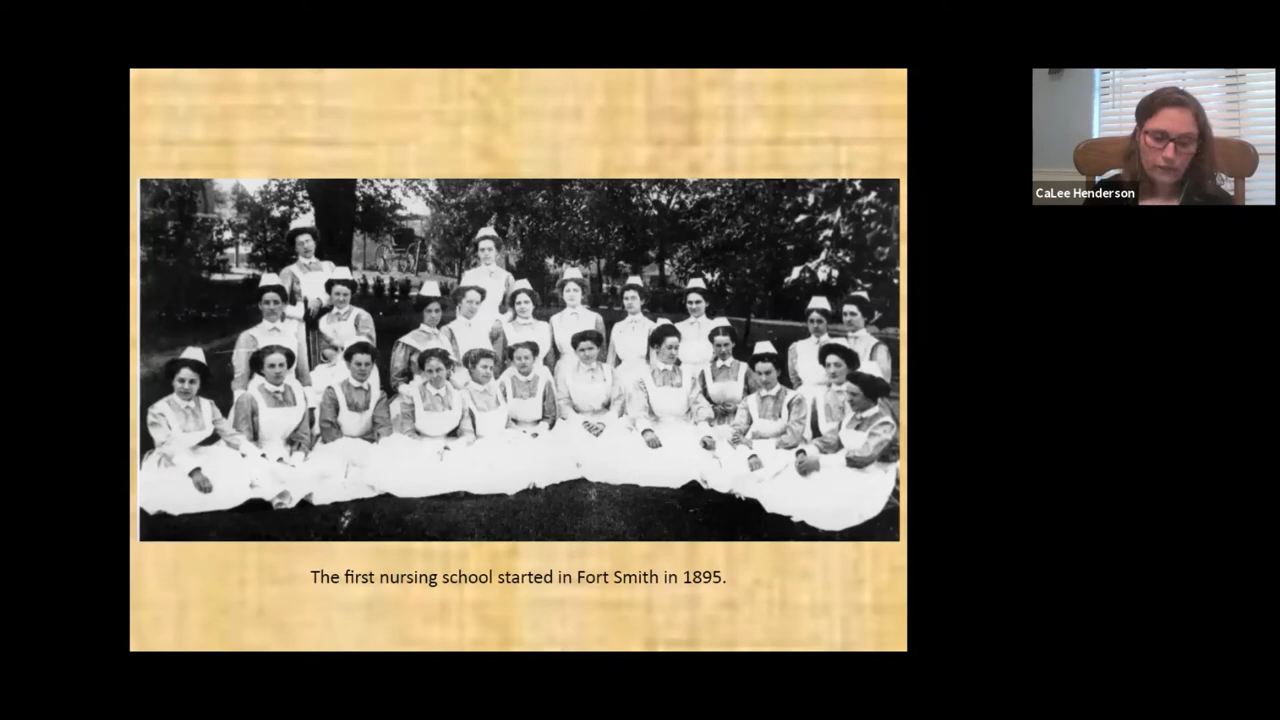 CaLee Henderson
The first nursing school started in Fort Smith in 1895.